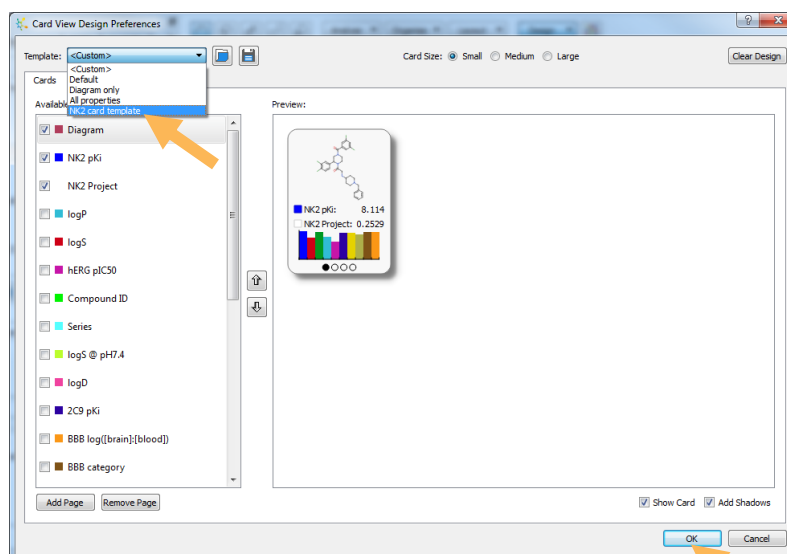 Card View Design Preferences
Template: <Custom> Card Size: Small Medium Large Clear Design
<Custom>
Default
Diagram only
All properties
NK2 card template
Cards
Preview:
Diagram
NK2 pKi
NK2 Project
logP
logS
hERG pIC50
Compound ID
Series
logS @ pH7.4
logD
2C9 pKi
BBB log([brain]:[blood])
BBB category
NK2 pKi: 8.114
NK2 Project: 0.2529
Add Page Remove Page Show Card Add Shadows
OK Cancel